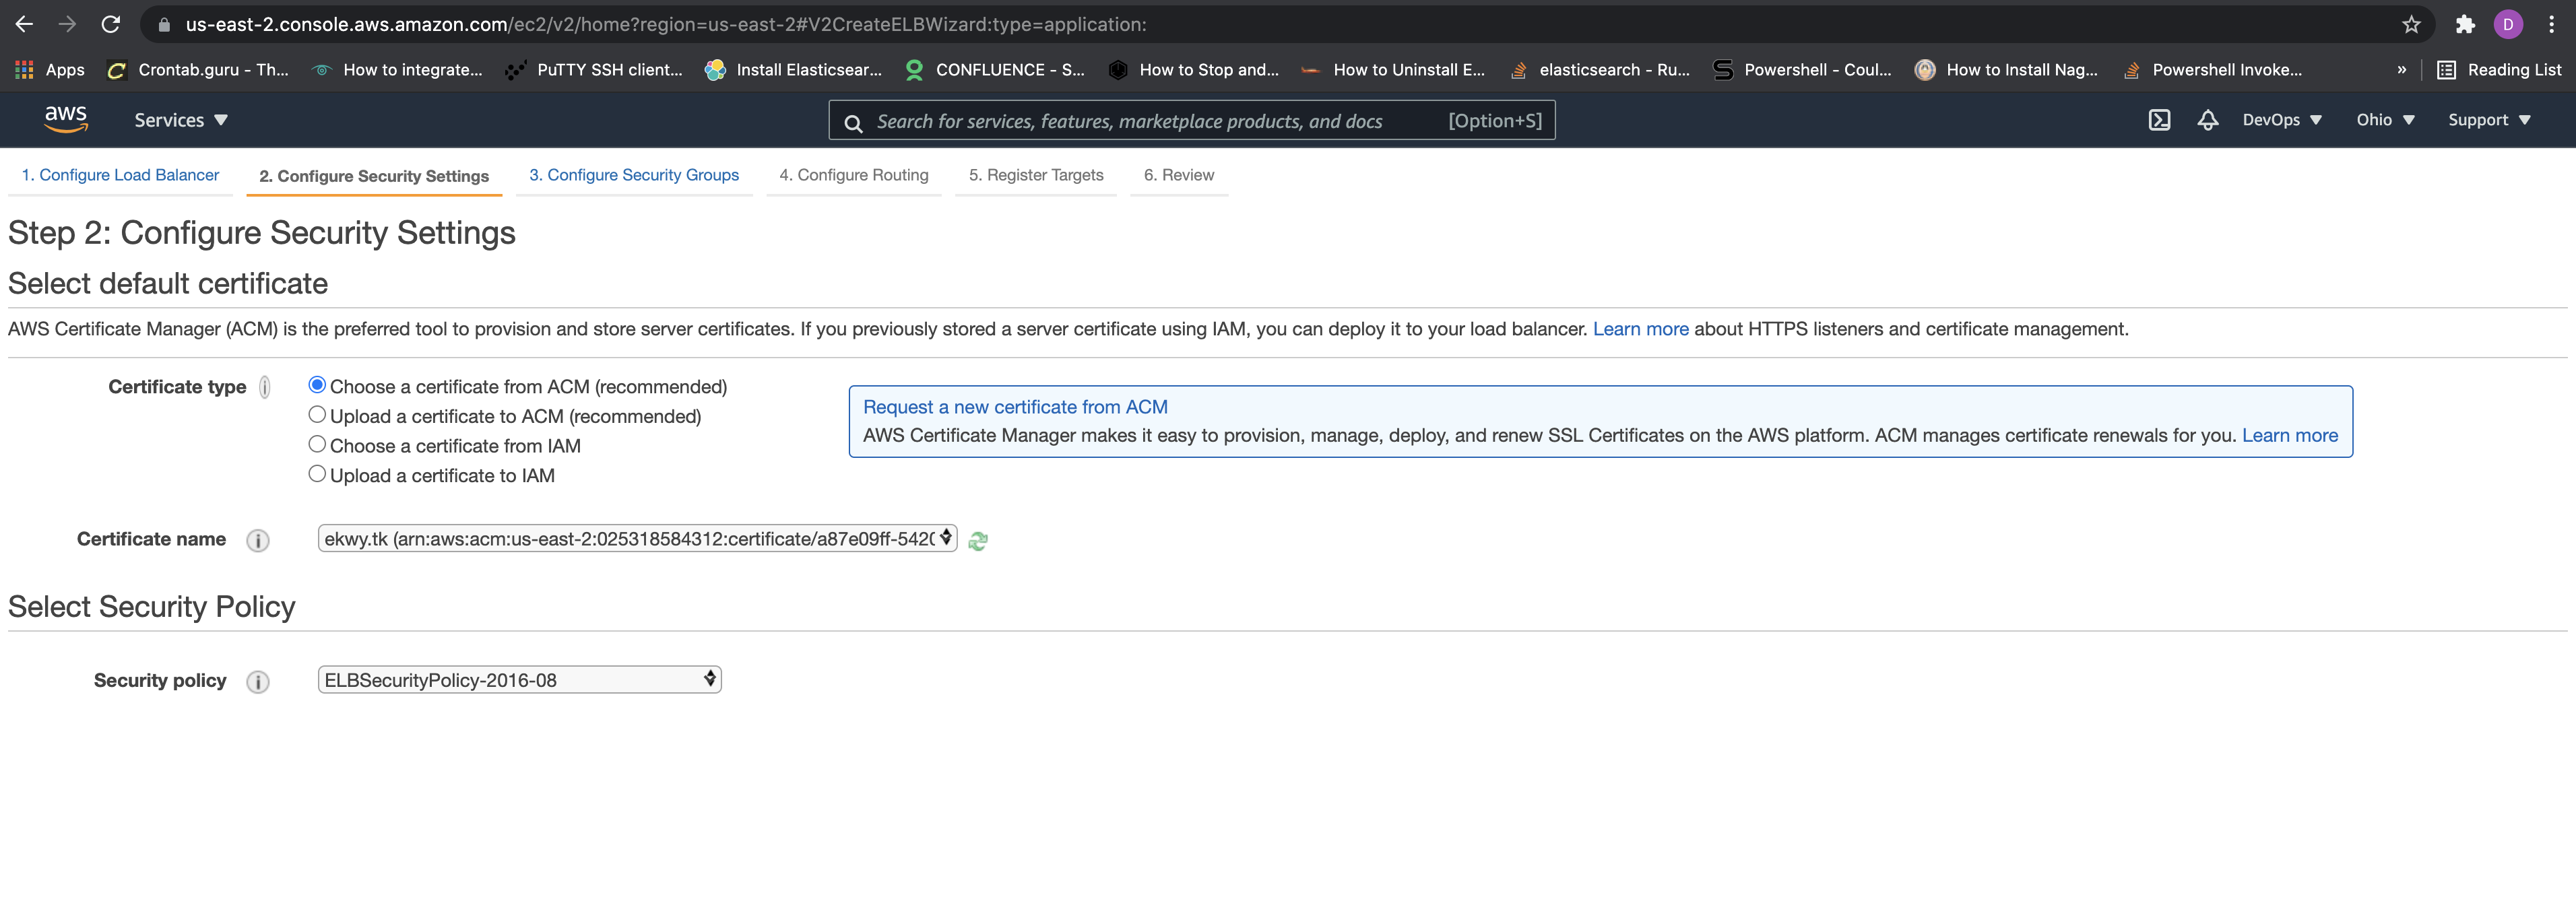 us-east-2.console.aws.amazon.com/ec2/v2/home?region=us-east-2#V2CreateELBWizard:type=application:
D
Apps Crontab.guru - Th... How to integrate... PuTTY SSH client... Install Elasticsear... CONFLUENCE - S... How to Stop and... How to Uninstall E... elasticsearch - Ru... Powershell - Coul... How to Install Nag... Powershell Invoke... » Reading List
aws Services Search for services, features, marketplace products, and docs [Option+S] DevOps Ohio Support
1. Configure Load Balancer 2. Configure Security Settings 3. Configure Security Groups 4. Configure Routing 5. Register Targets 6. Review
Step 2: Configure Security Settings
Select default certificate
AWS Certificate Manager (ACM) is the preferred tool to provision and store server certificates. If you previously stored a server certificate using IAM, you can deploy it to your load balancer. Learn more about HTTPS listeners and certificate management.
Certificate type i
Choose a certificate from ACM (recommended)
Upload a certificate to ACM (recommended)
Choose a certificate from IAM
Upload a certificate to IAM
Request a new certificate from ACM
AWS Certificate Manager makes it easy to provision, manage, deploy, and renew SSL Certificates on the AWS platform. ACM manages certificate renewals for you. Learn more
Certificate name i ekwy.tk (arn:aws:acm:us-east-2:025318584312:certificate/a87e09ff-542
Select Security Policy
Security policy i ELBSecurityPolicy-2016-08